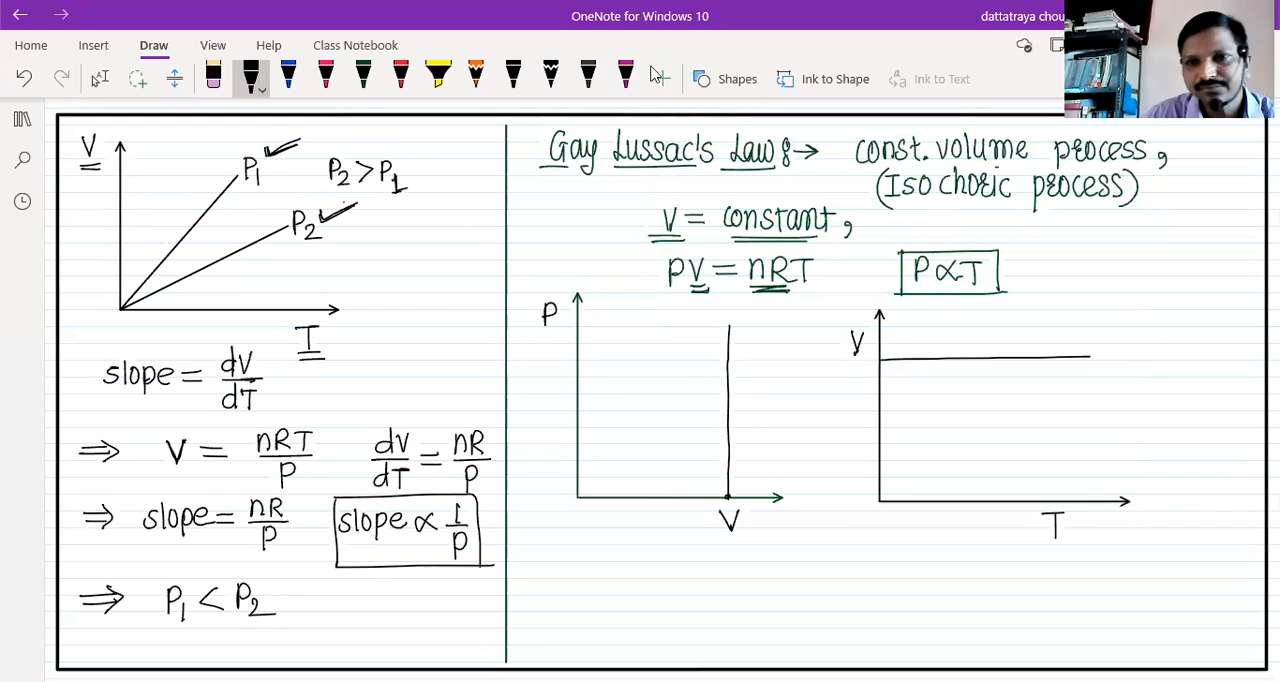 OneNote for Windows 10
dattatraya chou
Home Insert Draw View Help Class Notebook
Shapes Ink to Shape Ink to Text
V
P1
P2 > P1
P2
T
slope = dV/dT
⇒ V = nRT/P dV/dT = nR/P
⇒ slope = nR/P slope ∝ 1/P
⇒ P1 < P2
Gay Lussac's Law :→ const. volume process,
(Isochoric process)
V = constant,
PV = nRT P ∝ T
P
V
V
T